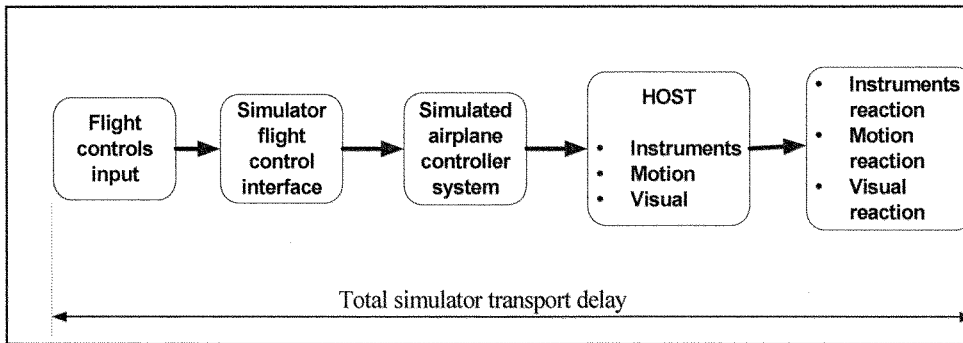 Flight
controls
input
Simulator
flight
control
interface
Simulated
airplane
controller
system
HOST
• Instruments
• Motion
• Visual
• Instruments
reaction
• Motion
reaction
• Visual
reaction
Total simulator transport delay